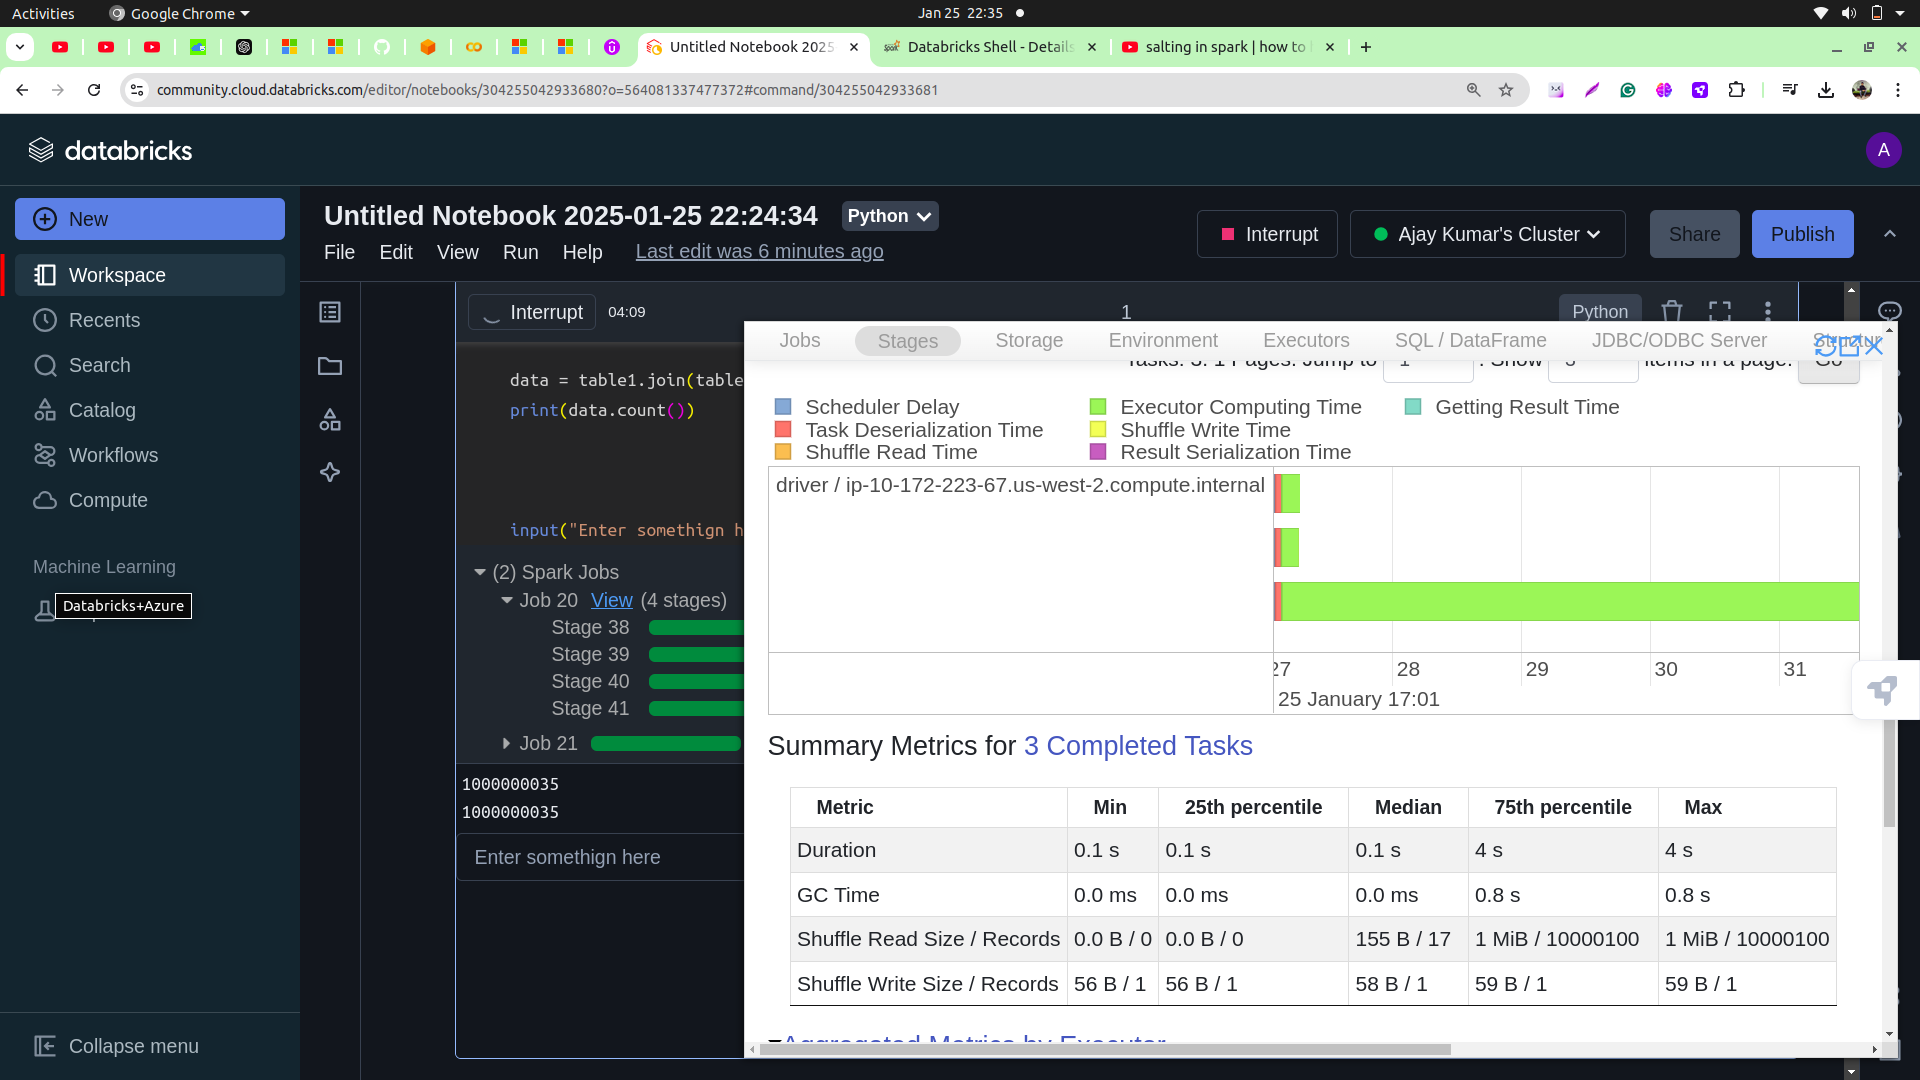 Activities
Google Chrome
Jan 25 22:35
Untitled Notebook 2025
Databricks Shell - Details
salting in spark | how to
community.cloud.databricks.com/editor/notebooks/304255042933680?o=564081337477372#command/304255042933681
databricks
A
New
Workspace
Recents
Search
Catalog
Workflows
Compute
Machine Learning
Databricks+Azure
Collapse menu
Untitled Notebook 2025-01-25 22:24:34
Python
File Edit View Run Help
Last edit was 6 minutes ago
Interrupt
Ajay Kumar's Cluster
Share
Publish
Interrupt
04:09
1
Python
data = table1.join(table
print(data.count())
input("Enter somethign h
(2) Spark Jobs
Job 20 View (4 stages)
Stage 38
Stage 39
Stage 40
Stage 41
Job 21
1000000035
1000000035
Enter somethign here
Jobs Stages Storage Environment Executors SQL / DataFrame JDBC/ODBC Server
Tasks: 3. 1 Pages. Jump to 1 . Show 3 items in a page. Go
Scheduler Delay Executor Computing Time Getting Result Time
Task Deserialization Time Shuffle Write Time
Shuffle Read Time Result Serialization Time
driver / ip-10-172-223-67.us-west-2.compute.internal
27 28 29 30 31
25 January 17:01
Summary Metrics for 3 Completed Tasks
Metric Min 25th percentile Median 75th percentile Max
Duration 0.1 s 0.1 s 0.1 s 4 s 4 s
GC Time 0.0 ms 0.0 ms 0.0 ms 0.8 s 0.8 s
Shuffle Read Size / Records 0.0 B / 0 0.0 B / 0 155 B / 17 1 MiB / 10000100 1 MiB / 10000100
Shuffle Write Size / Records 56 B / 1 56 B / 1 58 B / 1 59 B / 1 59 B / 1
Aggregated Metrics by Executor